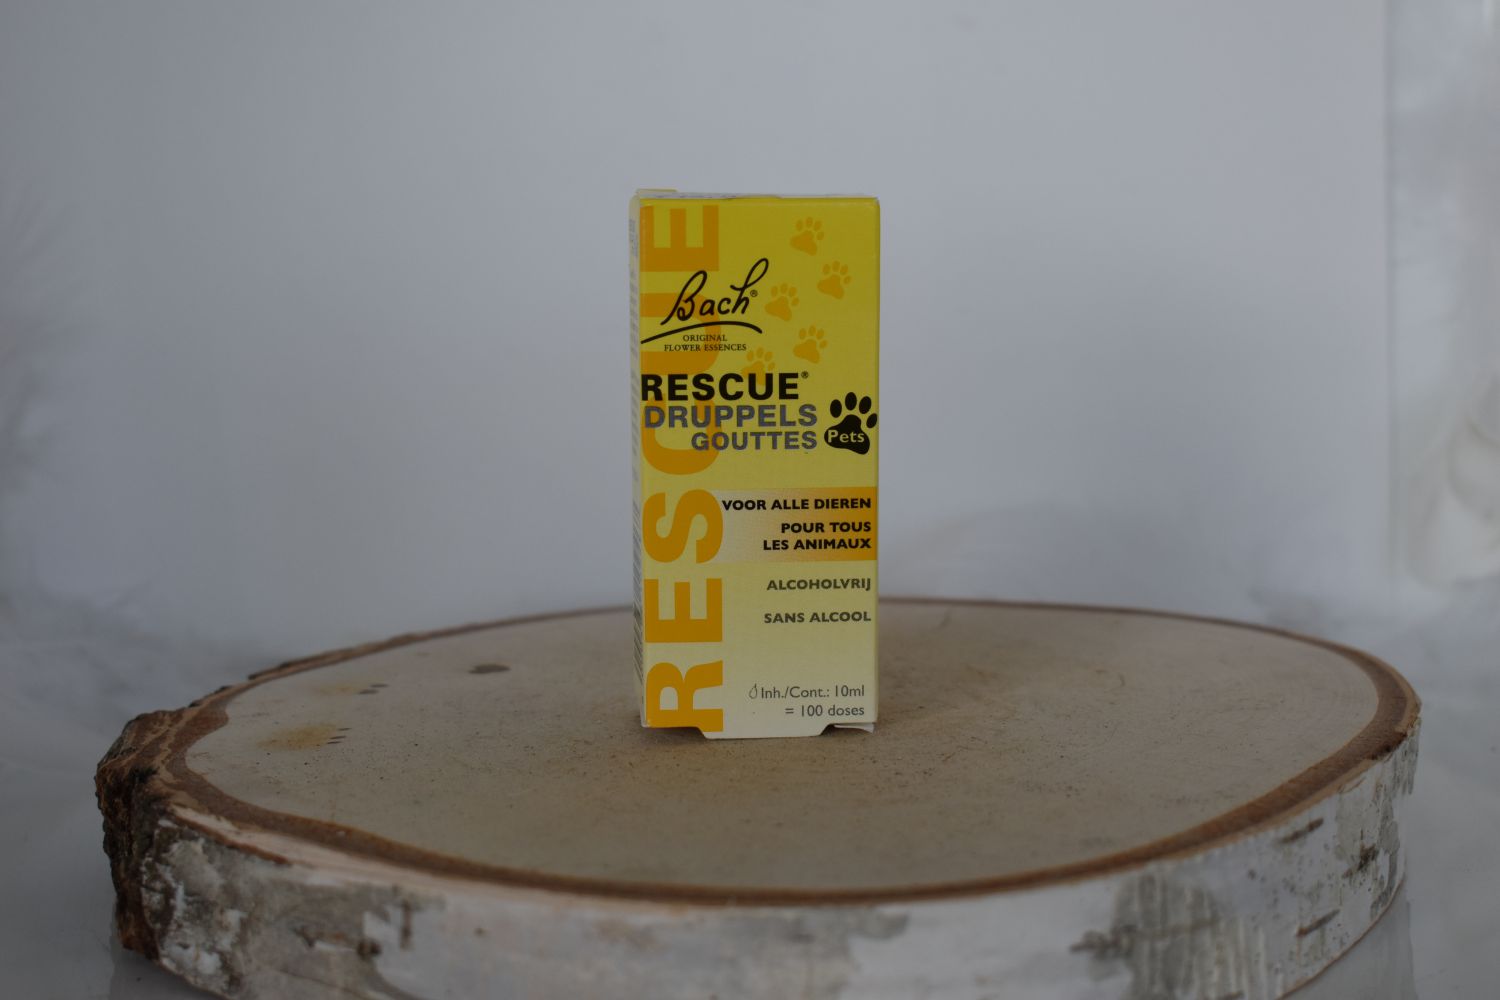 RESCUE
Bach®
ORIGINAL
FLOWER ESSENCES
RESCUE®
DRUPPELS
GOUTTES
Pets
VOOR ALLE DIEREN
POUR TOUS
LES ANIMAUX
ALCOHOLVRIJ
SANS ALCOOL
Inh./Cont.: 10ml
= 100 doses